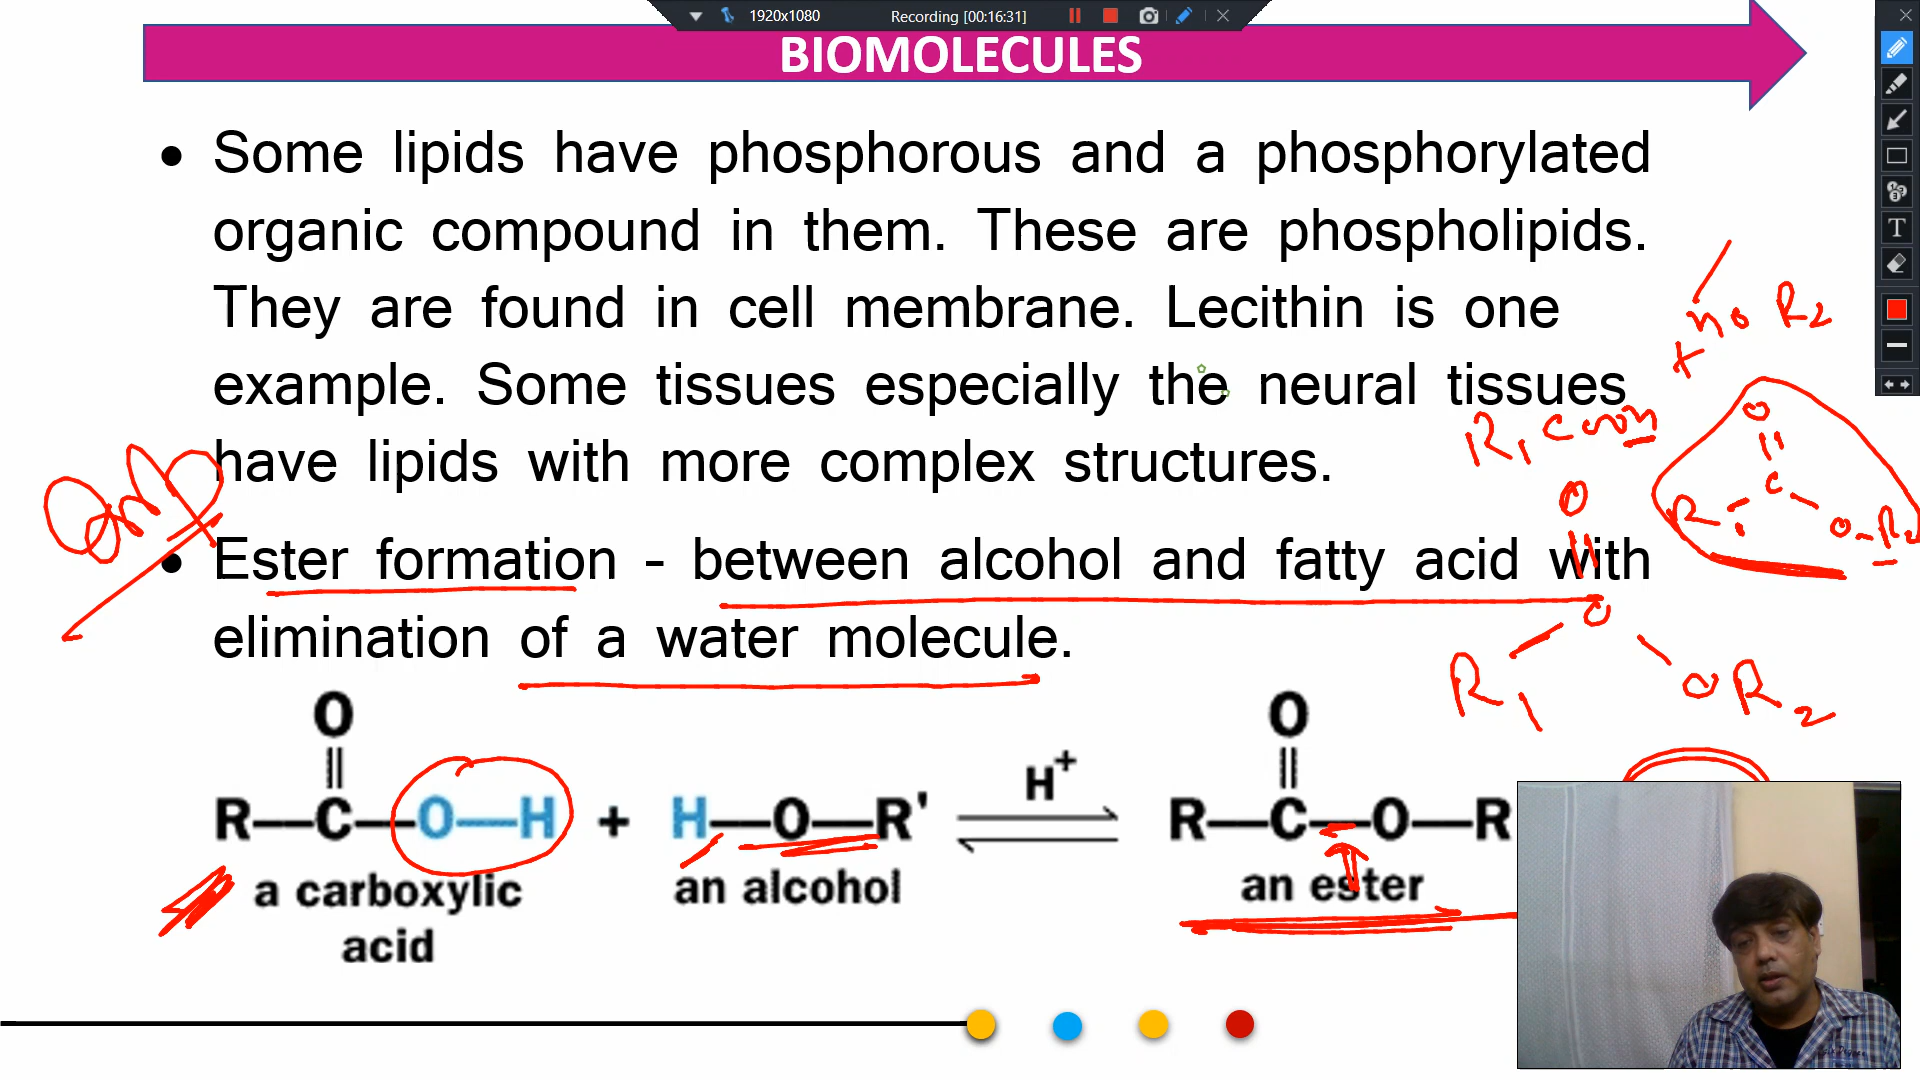 1920x1080
Recording [00:16:31]
BIOMOLECULES
• Some lipids have phosphorous and a phosphorylated
organic compound in them. These are phospholipids.
They are found in cell membrane. Lecithin is one
example. Some tissues especially the neural tissues
have lipids with more complex structures.
• Ester formation - between alcohol and fatty acid with
elimination of a water molecule.
HO R2
+
R1 COOH
O
C
R1 O-R2
O
C
R1 OR2
O
R—C—O—H + H—O—R' H+ R—C—O—R
O
a carboxylic
acid
an alcohol
an ester
T